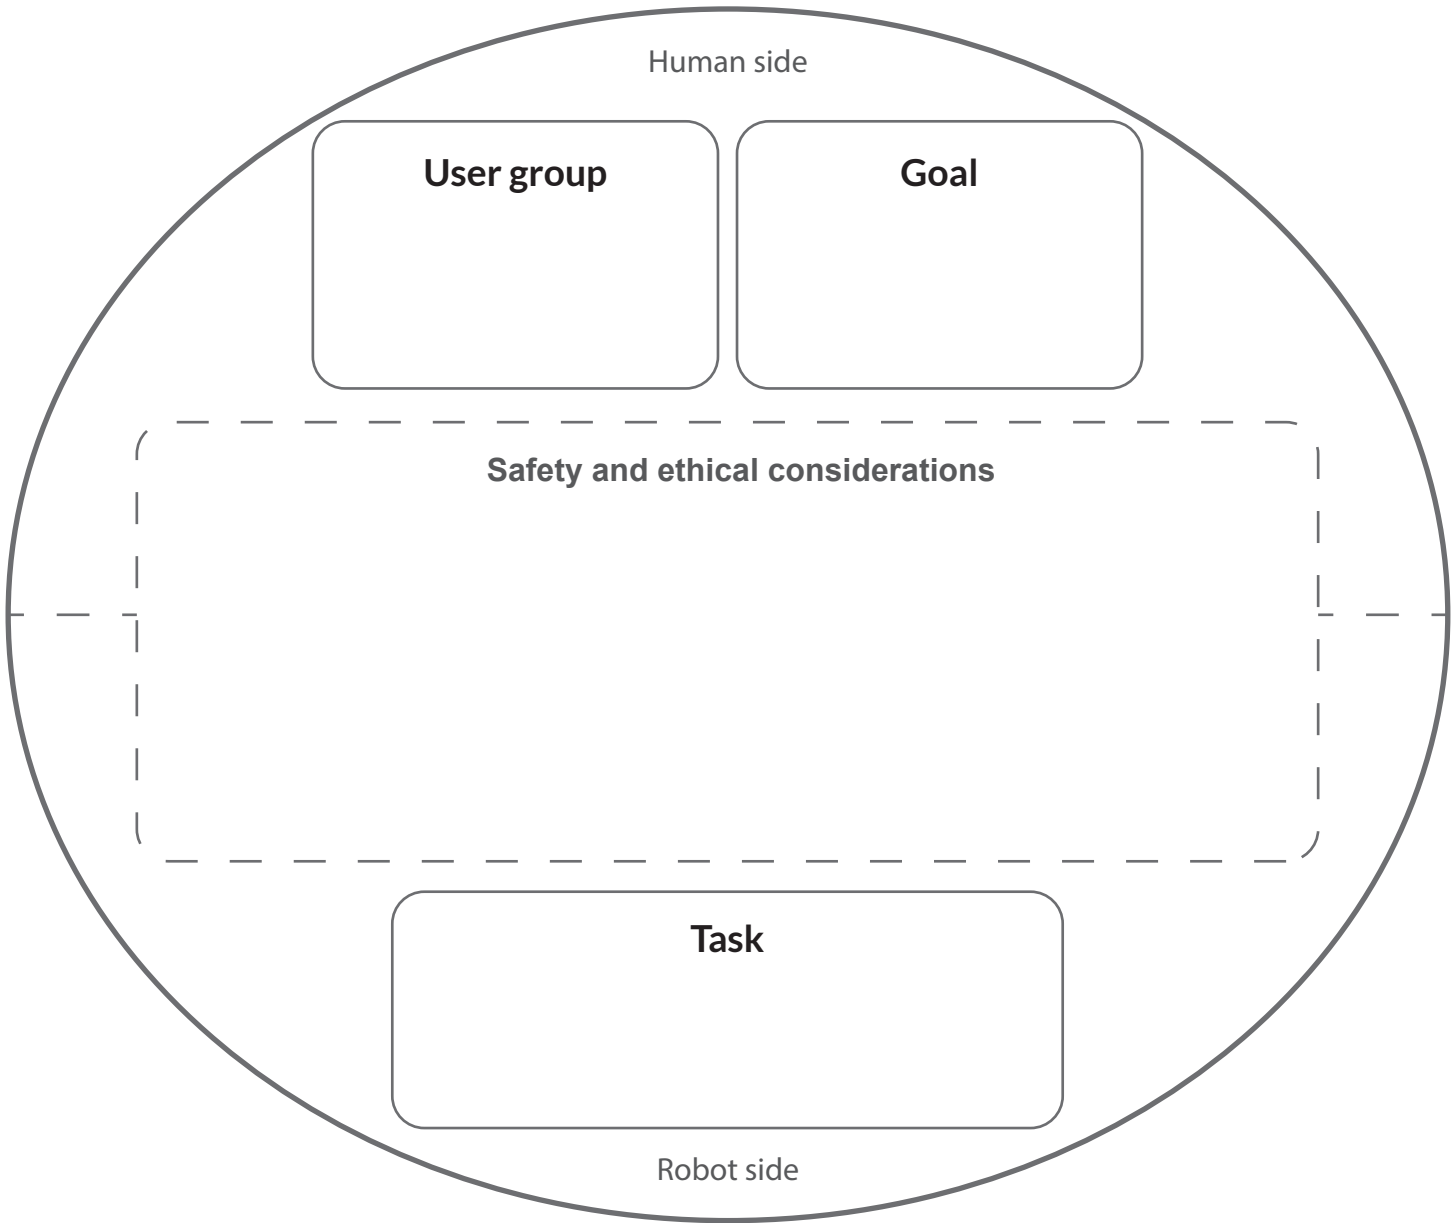 Human side
User group
Goal
Safety and ethical considerations
Task
Robot side